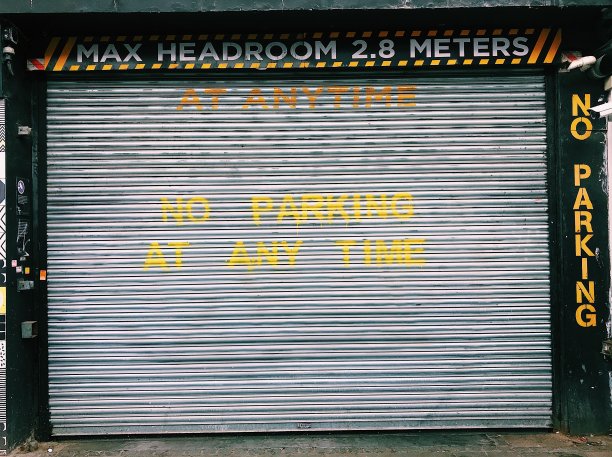 MAX HEADROOM 2.8 METERS
AT ANYTIME
NO PARKING
AT ANY TIME
NO PARKING